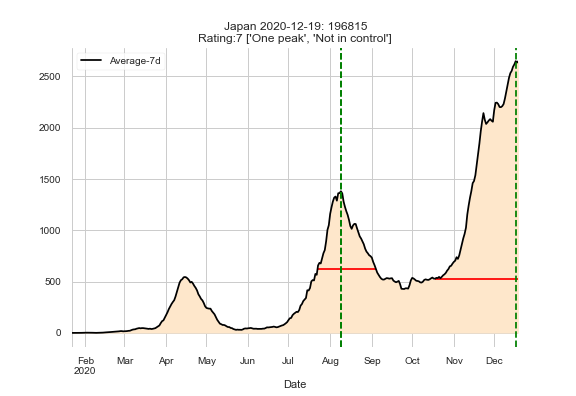 Japan 2020-12-19: 196815
Rating:7 ['One peak', 'Not in control']
Average-7d
2500
2000
1500
1000
500
0
Feb Mar Apr May Jun Jul Aug Sep Oct Nov Dec
2020
Date